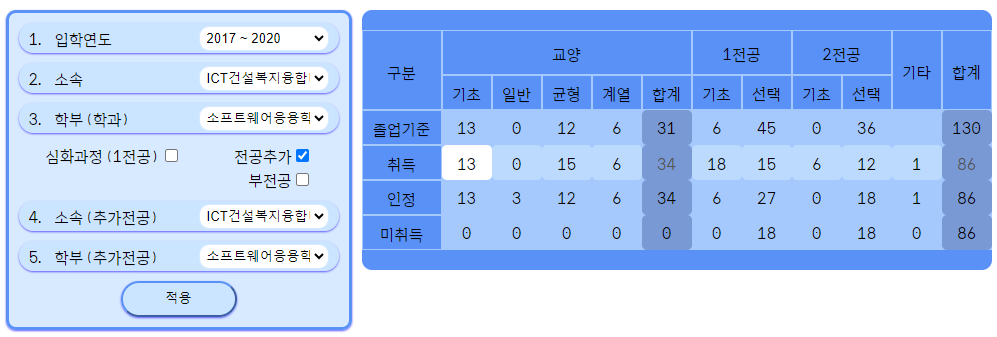 1. 입학연도 2017 ~ 2020
2. 소속 ICT건설복지융합
3. 학부(학과) 소프트웨어응용학
심화과정(1전공) 전공추가
부전공
4. 소속(추가전공) ICT건설복지융합
5. 학부(추가전공) 소프트웨어응용학
적용
구분 교양 1전공 2전공 기타 합계
기초 일반 균형 계열 합계 기초 선택 기초 선택
졸업기준 13 0 12 6 31 6 45 0 36 130
취득 13 0 15 6 34 18 15 6 12 1 86
인정 13 3 12 6 34 6 27 0 18 1 86
미취득 0 0 0 0 0 0 18 0 18 0 86